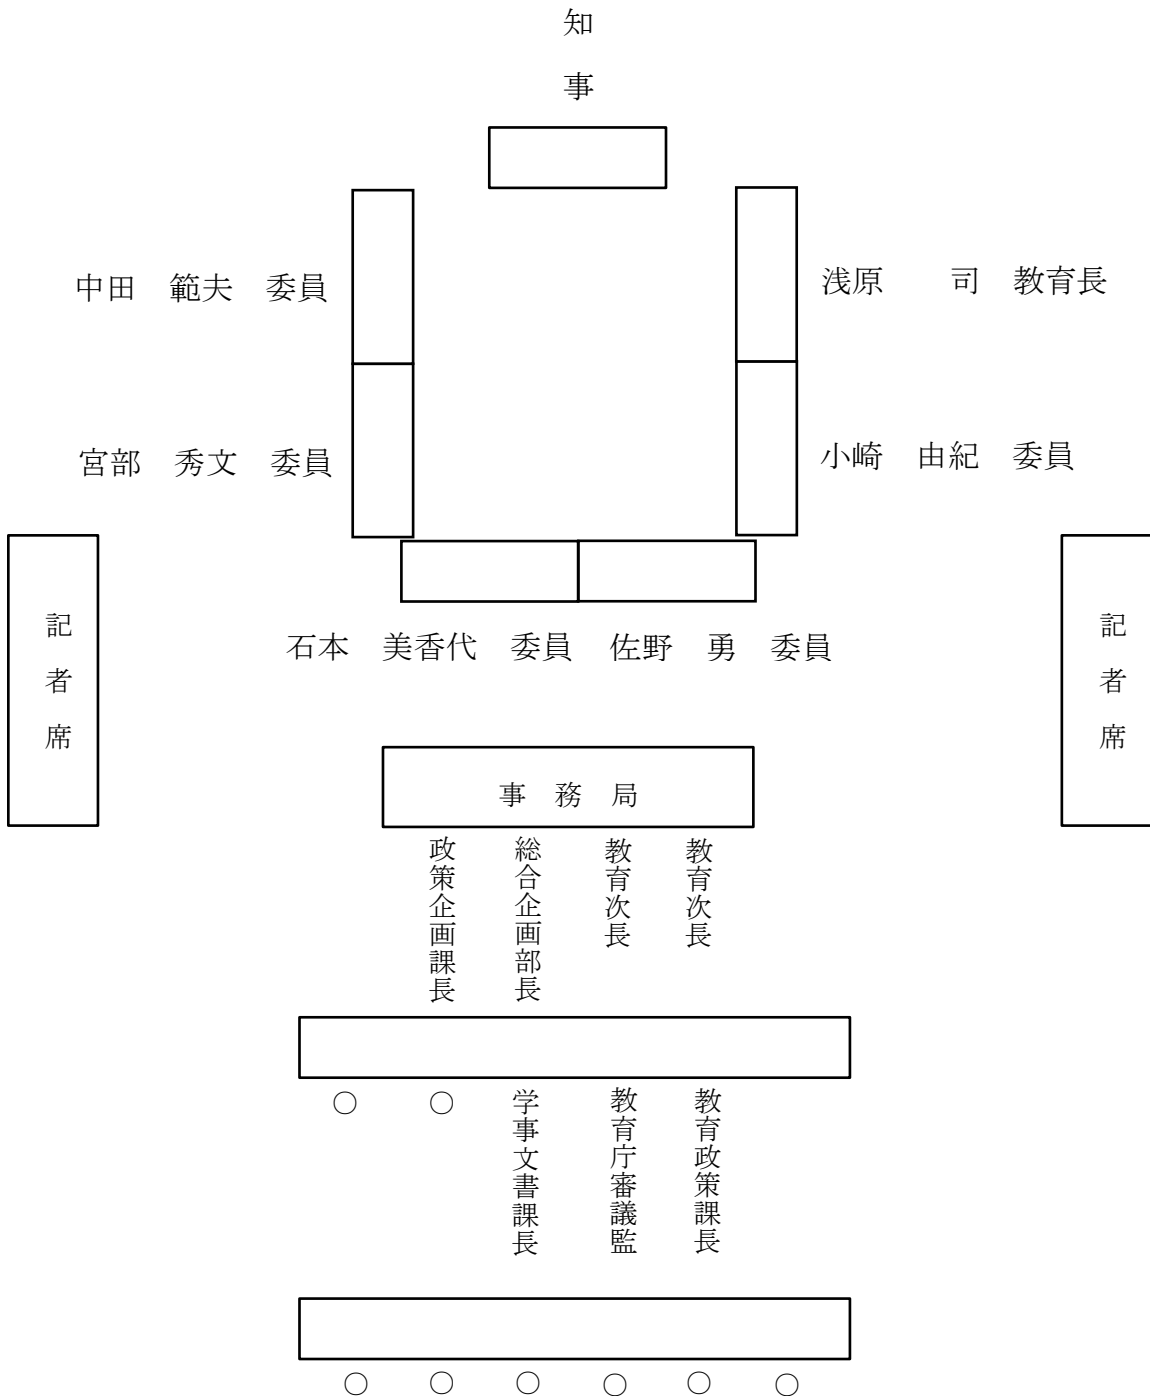 知事
中田　範夫　委員
浅原　　司　教育長
宮部　秀文　委員
小崎　由紀　委員
記者席
記者席
石本　美香代　委員
佐野　勇　委員
事　務　局
政策企画課長
総合企画部長
教育次長
教育次長
○
○
学事文書課長
教育庁審議監
教育政策課長
○
○
○
○
○
○